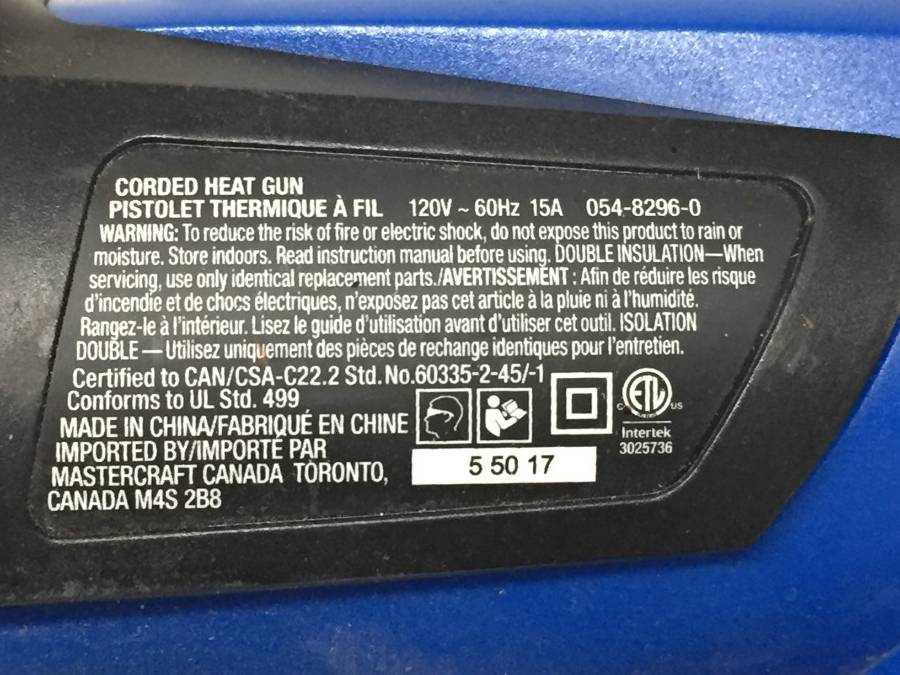 CORDED HEAT GUN
PISTOLET THERMIQUE À FIL 120V ~ 60Hz 15A 054-8296-0
WARNING: To reduce the risk of fire or electric shock, do not expose this product to rain or
moisture. Store indoors. Read instruction manual before using. DOUBLE INSULATION—When
servicing, use only identical replacement parts./AVERTISSEMENT : Afin de réduire les risque
d'incendie et de chocs électriques, n'exposez pas cet article à la pluie ni à l'humidité.
Rangez-le à l'intérieur. Lisez le guide d'utilisation avant d'utiliser cet outil. ISOLATION
DOUBLE — Utilisez uniquement des pièces de rechange identiques pour l'entretien.
Certified to CAN/CSA-C22.2 Std. No.60335-2-45/-1
Conforms to UL Std. 499
MADE IN CHINA/FABRIQUÉ EN CHINE
IMPORTED BY/IMPORTÉ PAR
MASTERCRAFT CANADA TORONTO,
CANADA M4S 2B8
5 50 17
C ETL US
Intertek
3025736